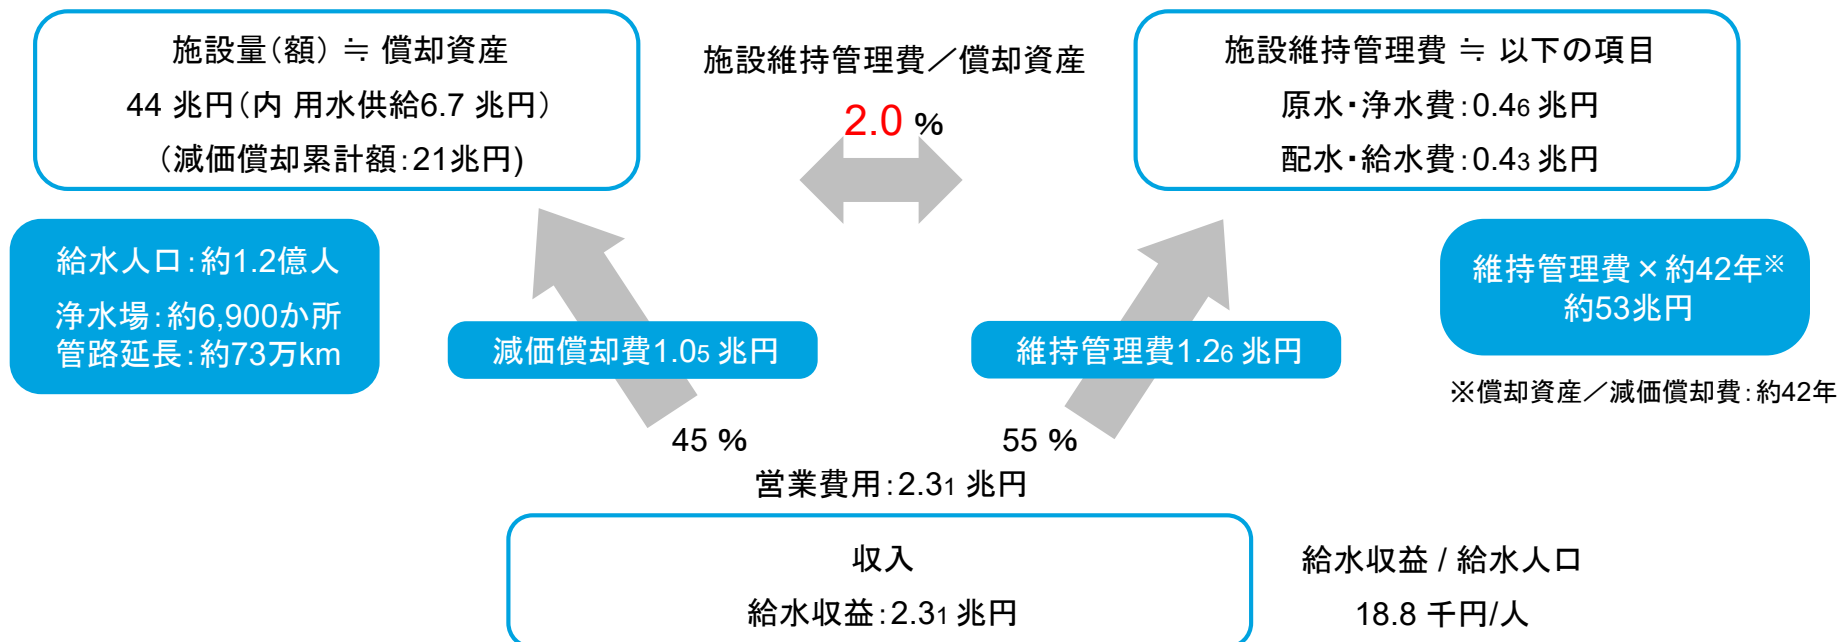 施設量（額） ≒ 償却資産
44 兆円（内 用水供給6.7 兆円）
（減価償却累計額：21兆円)
施設維持管理費／償却資産
2.0 %
施設維持管理費 ≒ 以下の項目
原水・浄水費：0.46 兆円
配水・給水費：0.43 兆円
給水人口：約1.2億人
浄水場：約6,900か所
管路延長：約73万km
減価償却費1.05 兆円
維持管理費1.26 兆円
維持管理費 × 約42年※
約53兆円
※償却資産／減価償却費：約42年
45 %
55 %
営業費用：2.31 兆円
収入
給水収益：2.31 兆円
給水収益 / 給水人口
18.8 千円/人